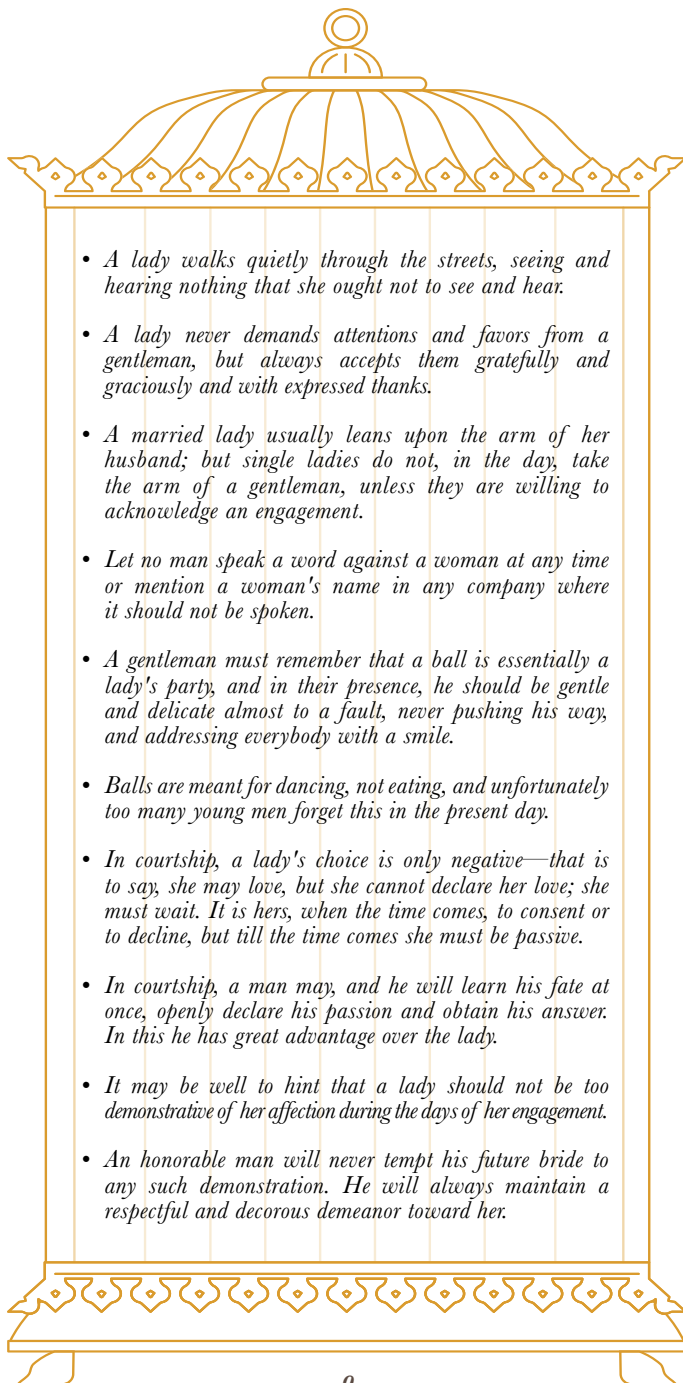 • A lady walks quietly through the streets, seeing and
hearing nothing that she ought not to see and hear.
• A lady never demands attentions and favors from a
gentleman, but always accepts them gratefully and
graciously and with expressed thanks.
• A married lady usually leans upon the arm of her
husband; but single ladies do not, in the day, take
the arm of a gentleman, unless they are willing to
acknowledge an engagement.
• Let no man speak a word against a woman at any time
or mention a woman's name in any company where
it should not be spoken.
• A gentleman must remember that a ball is essentially a
lady's party, and in their presence, he should be gentle
and delicate almost to a fault, never pushing his way,
and addressing everybody with a smile.
• Balls are meant for dancing, not eating, and unfortunately
too many young men forget this in the present day.
• In courtship, a lady's choice is only negative—that is
to say, she may love, but she cannot declare her love; she
must wait. It is hers, when the time comes, to consent or
to decline, but till the time comes she must be passive.
• In courtship, a man may, and he will learn his fate at
once, openly declare his passion and obtain his answer.
In this he has great advantage over the lady.
• It may be well to hint that a lady should not be too
demonstrative of her affection during the days of her engagement.
• An honorable man will never tempt his future bride to
any such demonstration. He will always maintain a
respectful and decorous demeanor toward her.